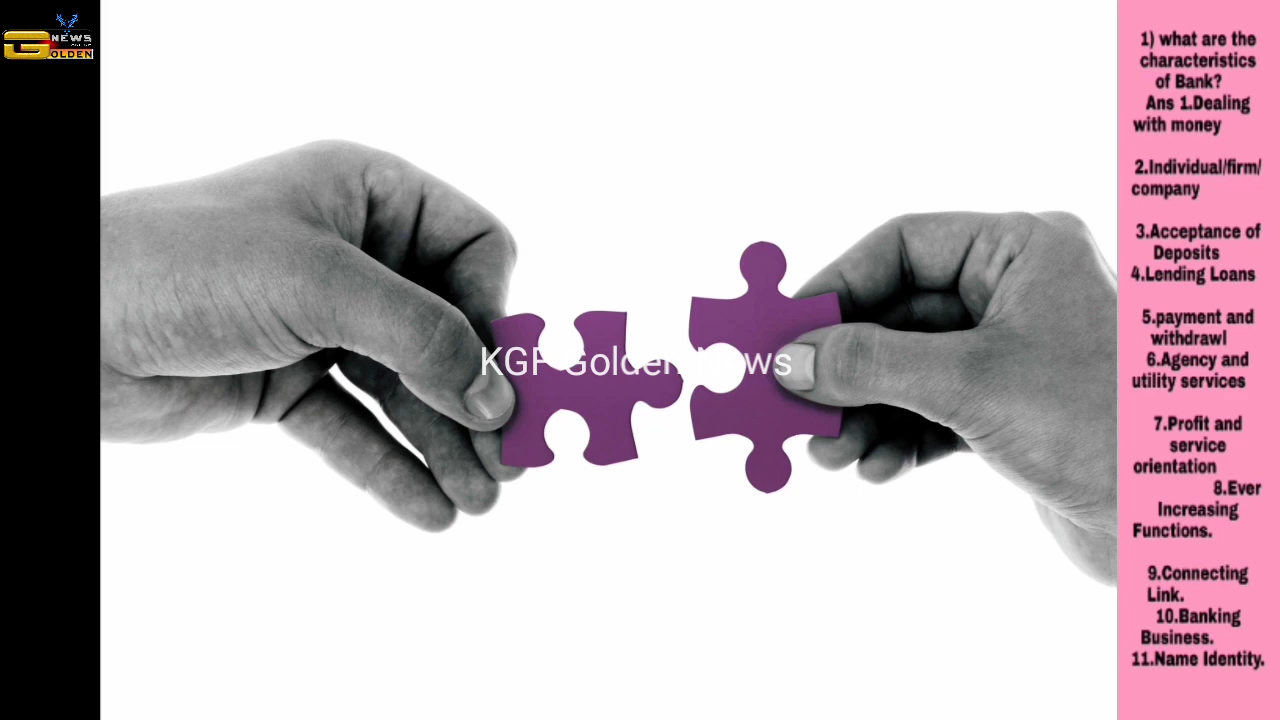 NEWS
GOLDEN
KGF Golden News
1) what are the
characteristics
of Bank?
Ans 1.Dealing
with money
2.Individual/firm/
company
3.Acceptance of
Deposits
4.Lending Loans
5.payment and
withdrawl
6.Agency and
utility services
7.Profit and
service
orientation
8.Ever
Increasing
Functions.
9.Connecting
Link.
10.Banking
Business.
11.Name Identity.